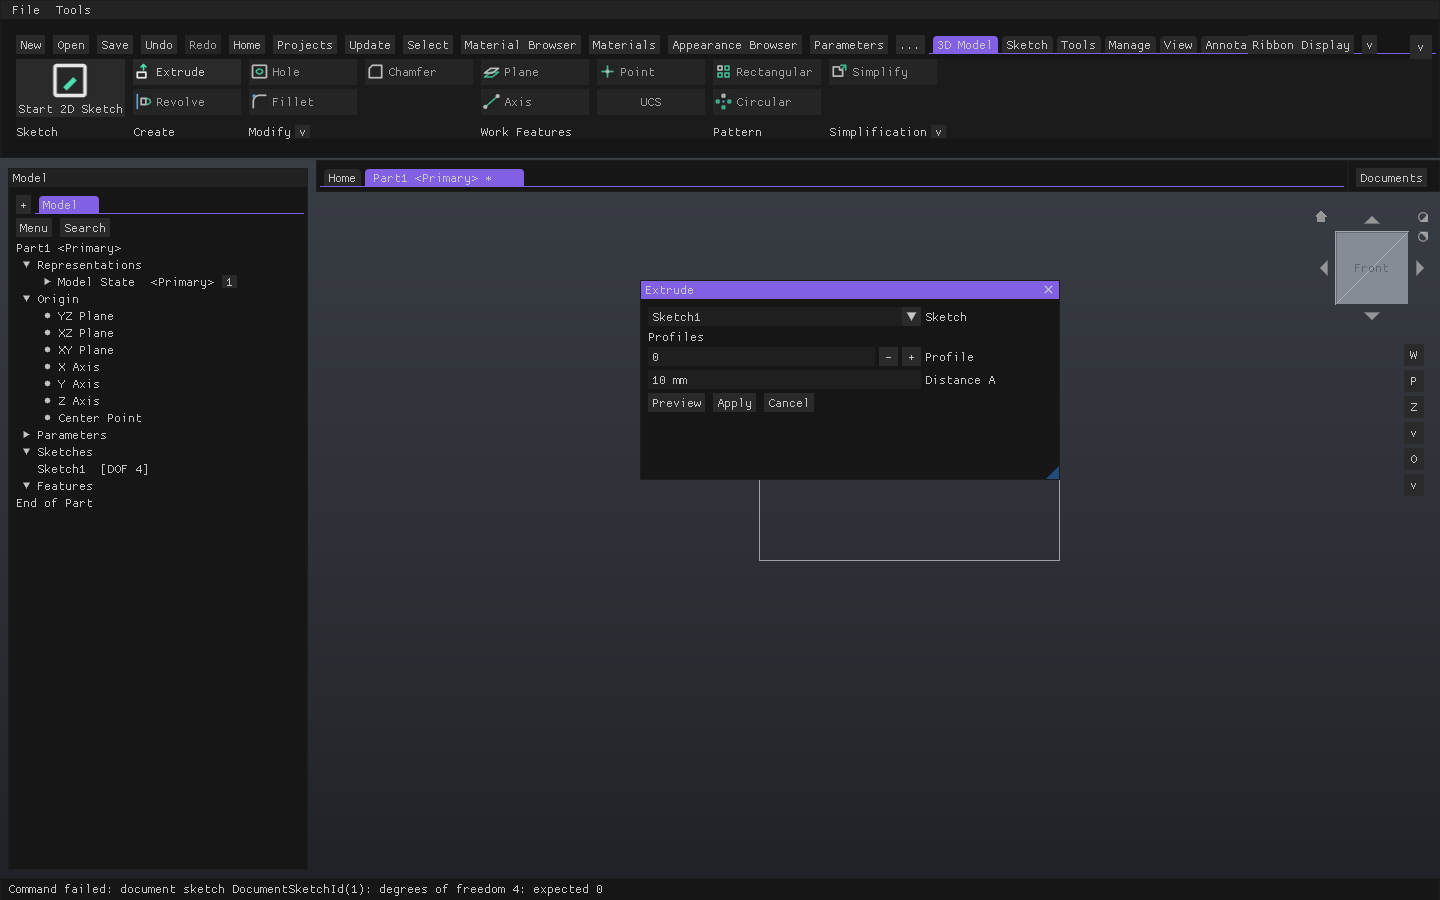 File Tools
New Open Save Undo Redo Home Projects Update Select Material Browser Materials Appearance Browser Parameters ... 3D Model Sketch Tools Manage View Annota Ribbon Display v v
Start 2D Sketch
Extrude Hole Chamfer Plane Point Rectangular Simplify
Revolve Fillet Axis UCS Circular
Sketch Create Modify v Work Features Pattern Simplification v
Model
+ Model
Menu Search
Part1 <Primary>
Representations
Model State <Primary> 1
Origin
YZ Plane
XZ Plane
XY Plane
X Axis
Y Axis
Z Axis
Center Point
Parameters
Sketches
Sketch1 [DOF 4]
Features
End of Part
Home Part1 <Primary> * Documents
Front
Extrude
Sketch1 Sketch
Profiles
0 - + Profile
10 mm Distance A
Preview Apply Cancel
W
P
Z
v
O
v
Command failed: document sketch DocumentSketchId(1): degrees of freedom 4: expected 0